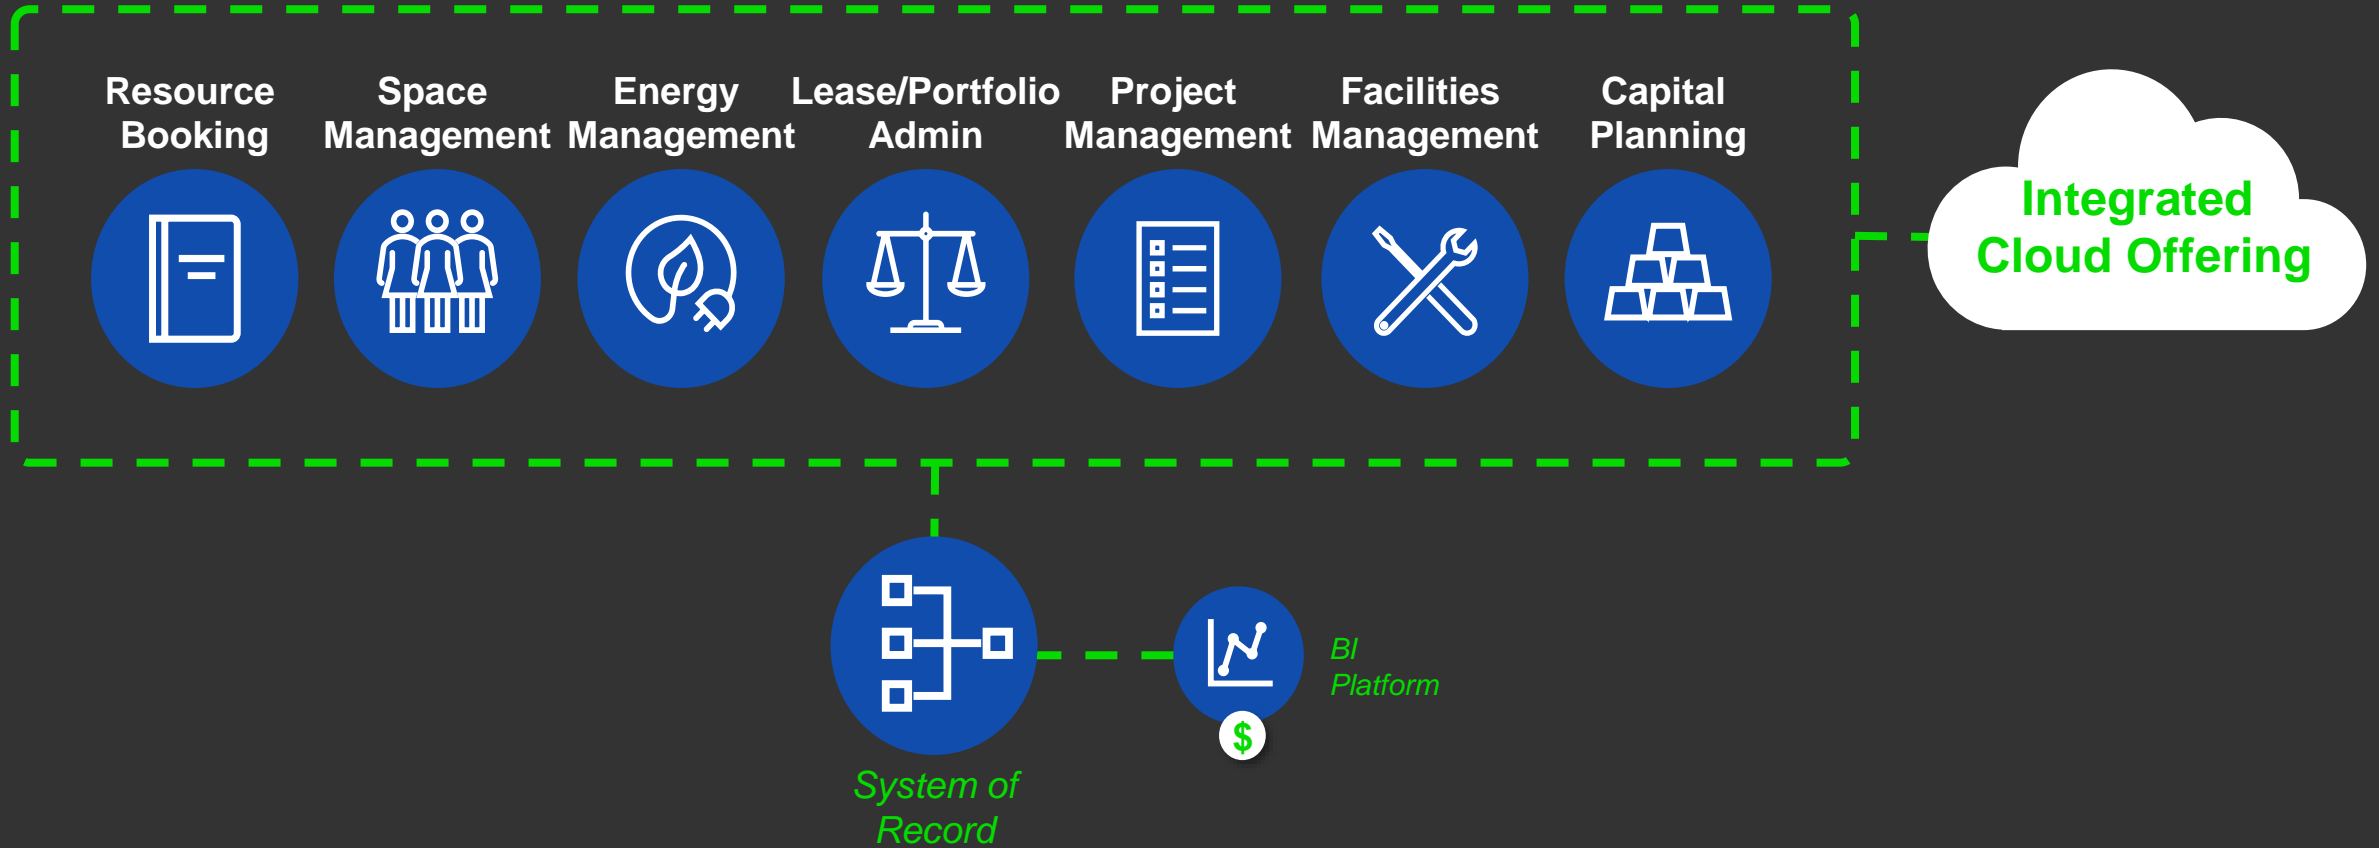 Resource
Booking
Space
Management
Energy
Management
Lease/Portfolio
Admin
Project
Management
Facilities
Management
Capital
Planning
Integrated
Cloud Offering
BI
Platform
$
System of
Record